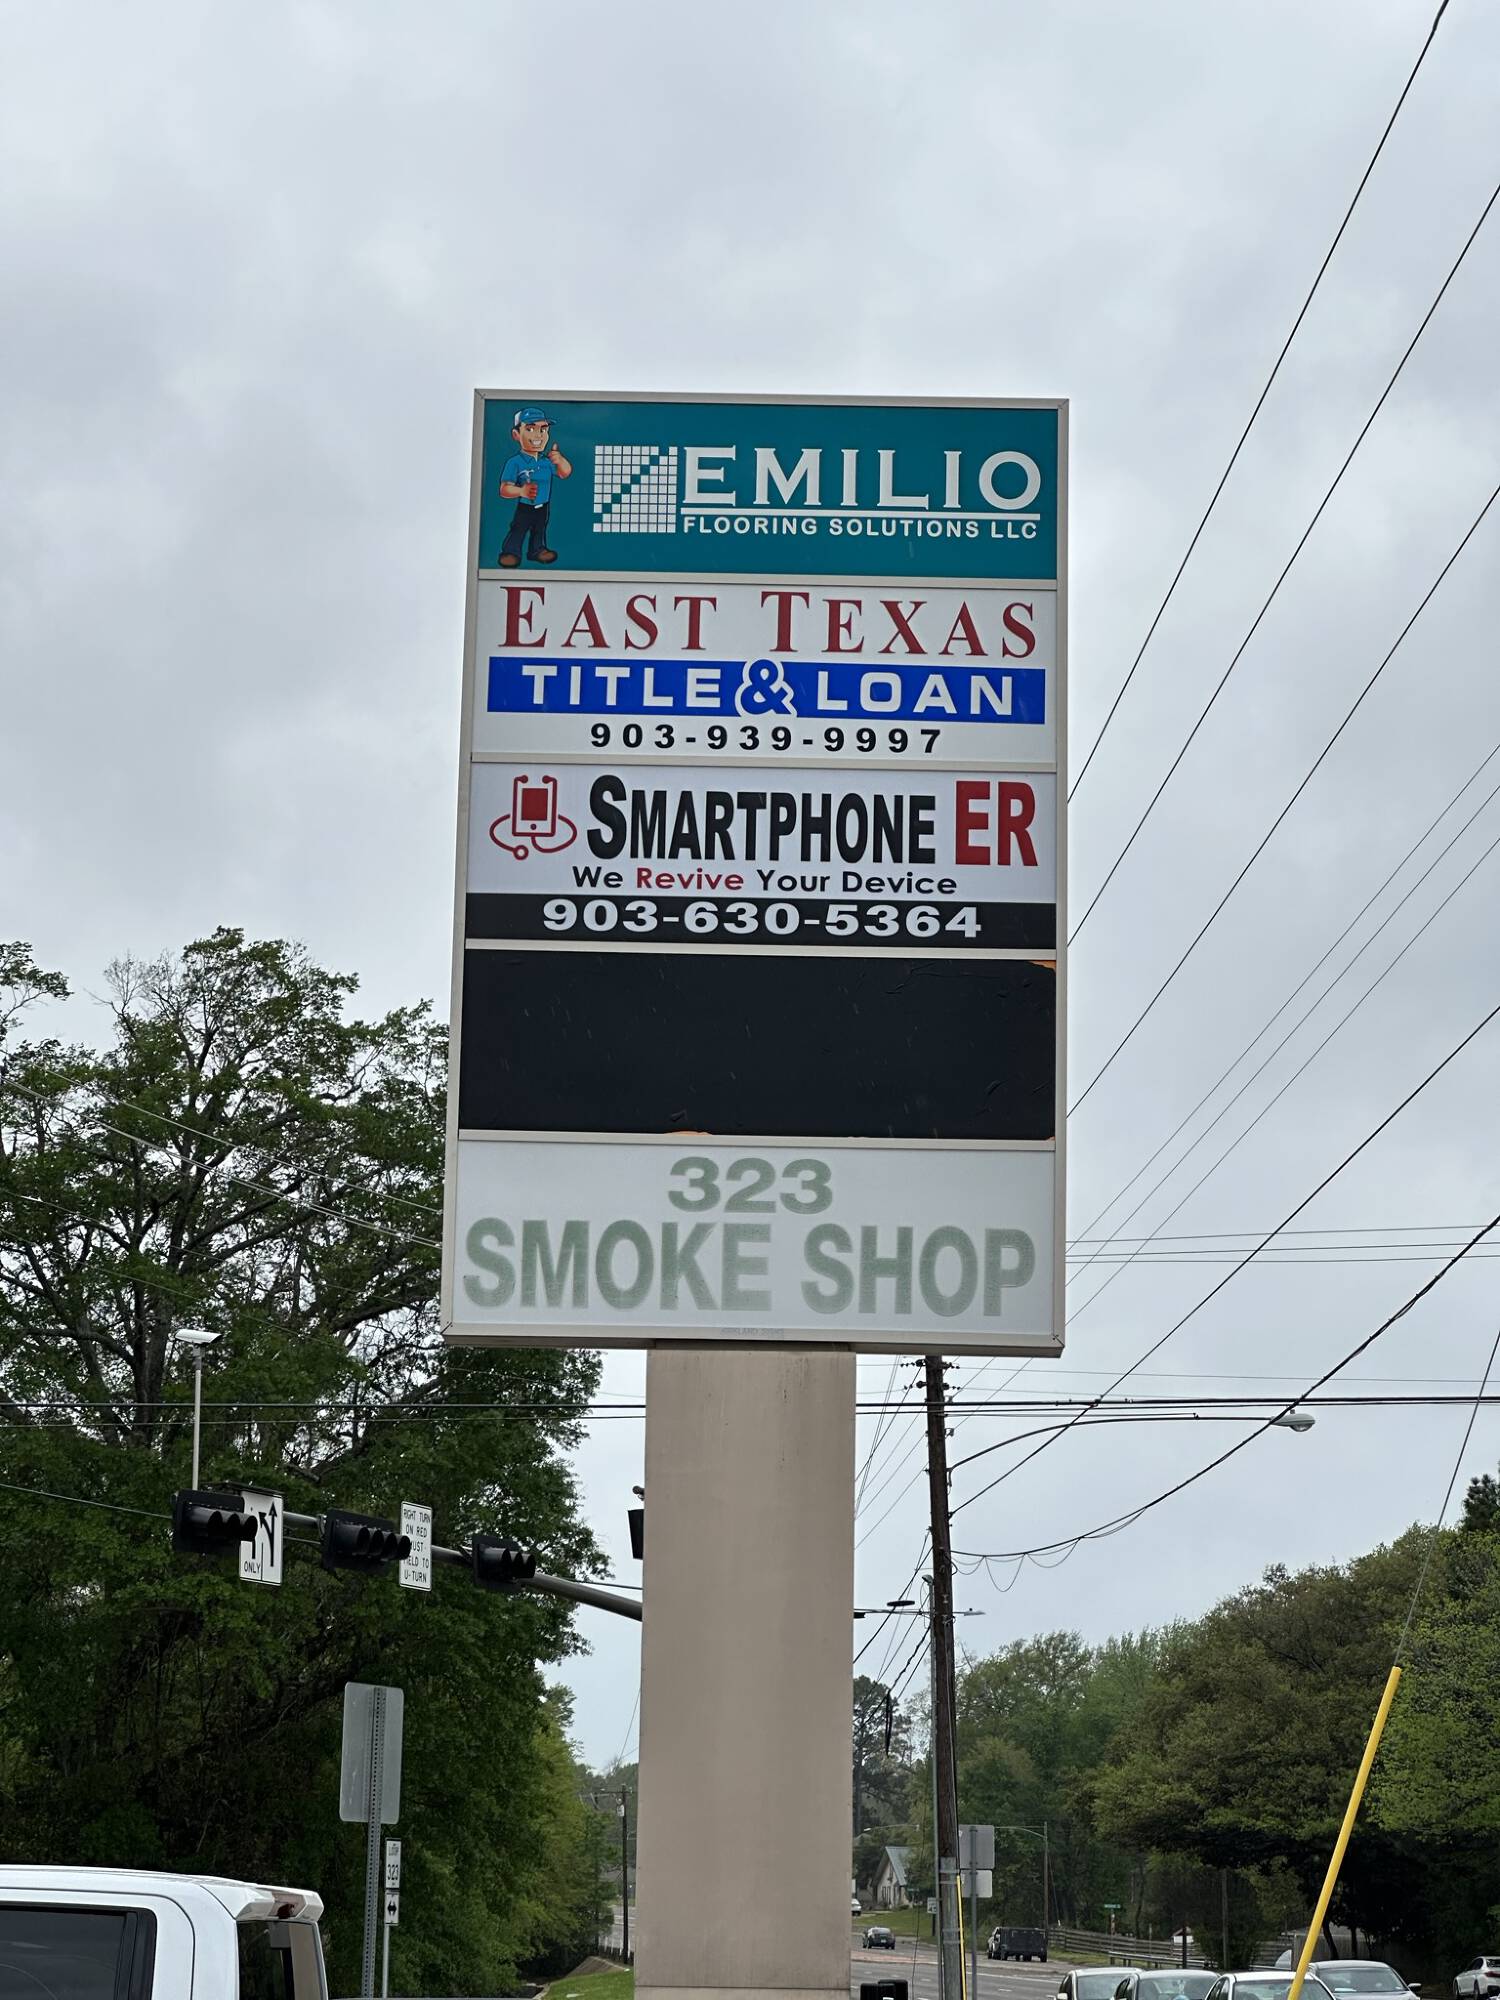 EMILIO
FLOORING SOLUTIONS LLC
EAST TEXAS
TITLE & LOAN
903-939-9997
SMARTPHONE ER
We Revive Your Device
903-630-5364
323
SMOKE SHOP
ONLY
RIGHT TURN
ON RED
MUST
YIELD TO
U-TURN
LOOP
323